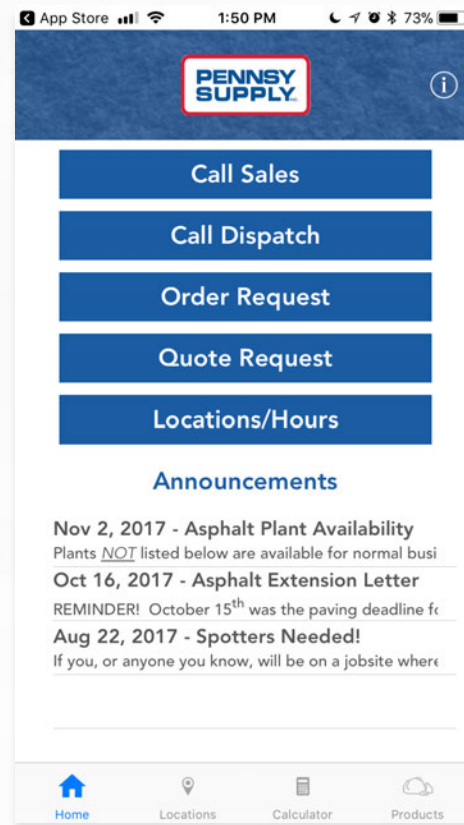 App Store 1:50 PM 73%
PENNSY
SUPPLY
i
Call Sales
Call Dispatch
Order Request
Quote Request
Locations/Hours
Announcements
Nov 2, 2017 - Asphalt Plant Availability
Plants NOT listed below are available for normal busi
Oct 16, 2017 - Asphalt Extension Letter
REMINDER! October 15th was the paving deadline fo
Aug 22, 2017 - Spotters Needed!
If you, or anyone you know, will be on a jobsite where
Home Locations Calculator Products